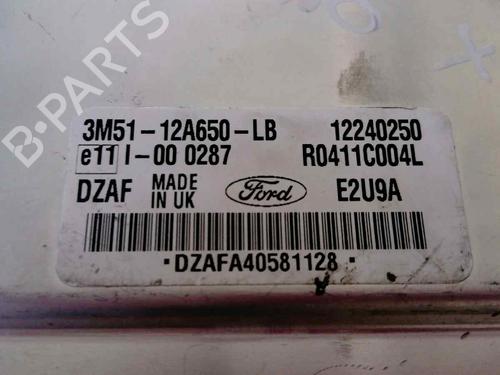 B-PARTS
3M51-12A650-LB 12240250
e11 I-00 0287 R0411C004L
DZAF MADE IN UK Ford E2U9A
·DZAFA40581128·